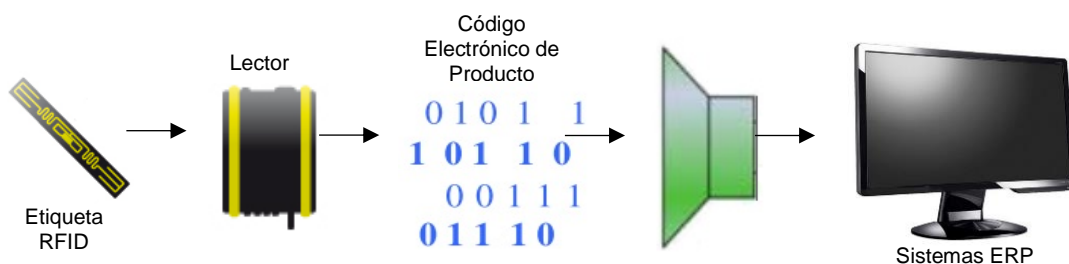 Etiqueta
RFID
Lector
Código
Electrónico de
Producto
0 1 0 1 1
1 0 1 1 0
0 0 1 1 1
0 1 1 1 0
Sistemas ERP